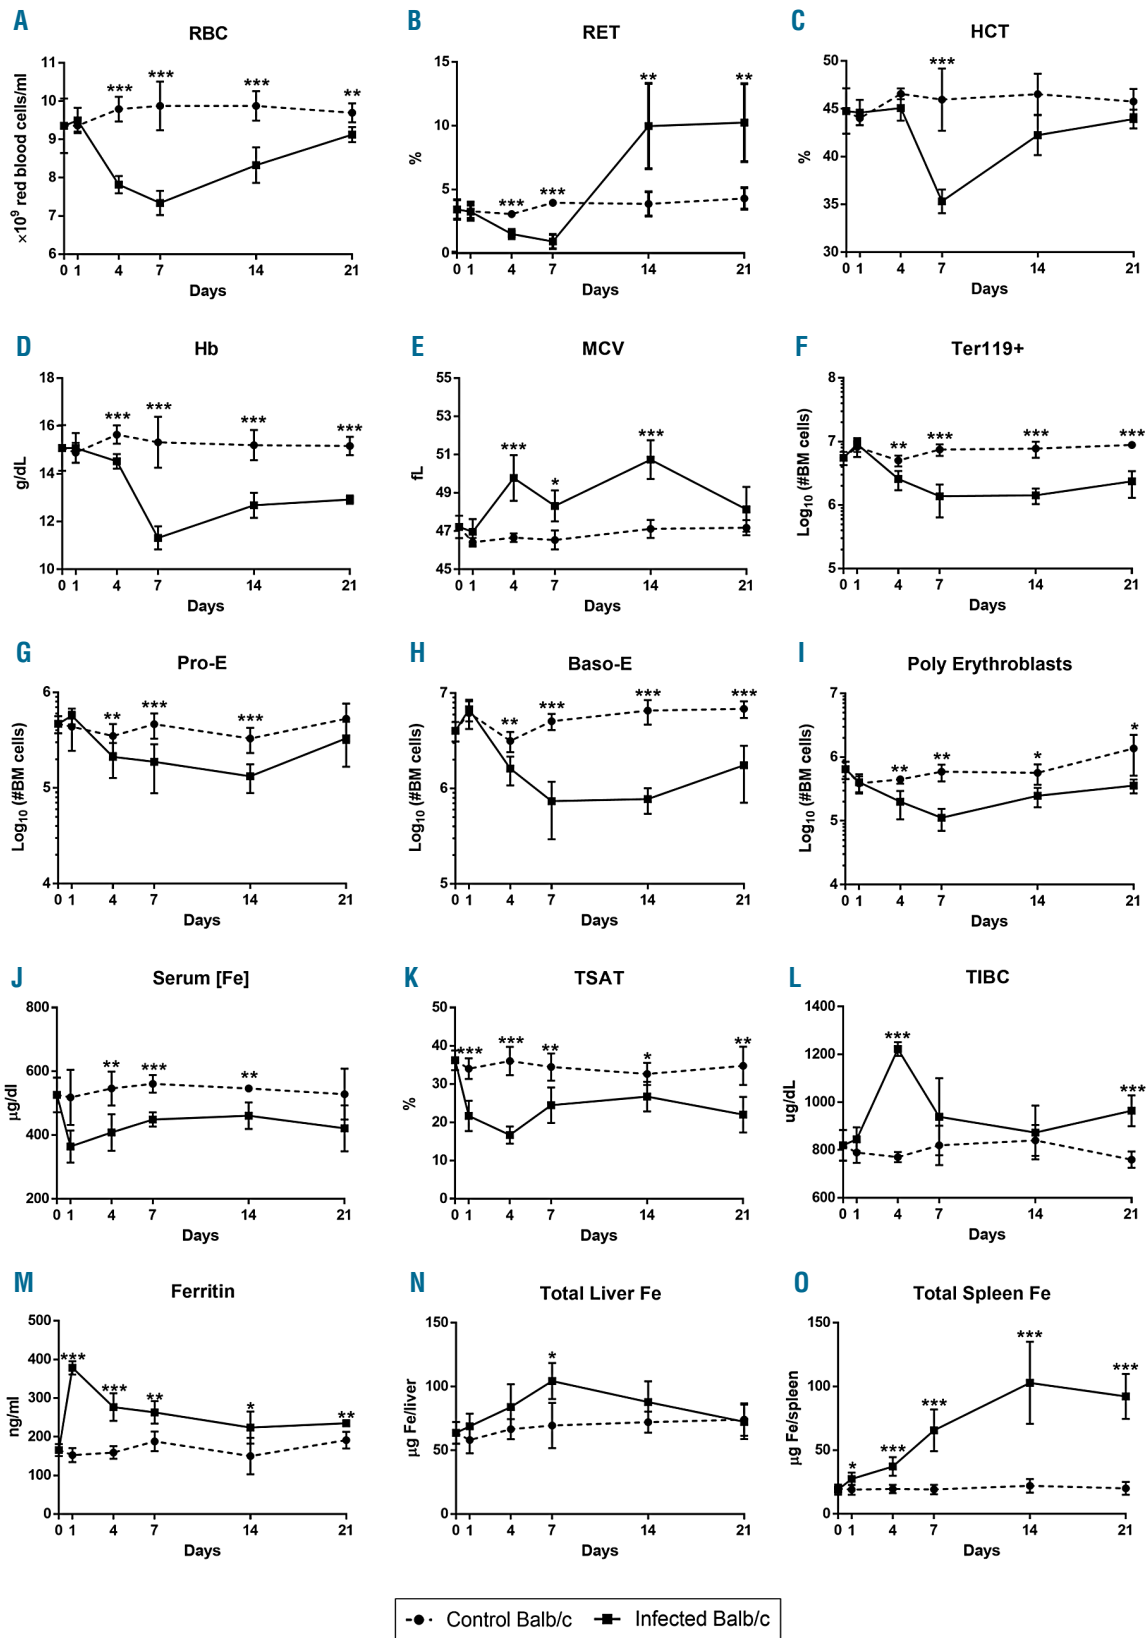 A
RBC
×10⁹ red blood cells/ml
11
10
9
8
7
6
*** *** *** **
0 1 4 7 14 21
Days
B
RET
%
15
10
5
0
*** *** ** **
0 1 4 7 14 21
Days
C
HCT
%
50
45
40
35
30
***
0 1 4 7 14 21
Days
D
Hb
g/dL
18
16
14
12
10
*** *** *** ***
0 1 4 7 14 21
Days
E
MCV
fL
55
53
51
49
47
45
*** * ***
0 1 4 7 14 21
Days
F
Ter119+
Log₁₀ (#BM cells)
8
7
6
5
** *** *** ***
0 1 4 7 14 21
Days
G
Pro-E
Log₁₀ (#BM cells)
6
5
4
** *** ***
0 1 4 7 14 21
Days
H
Baso-E
Log₁₀ (#BM cells)
7
6
5
** *** *** ***
0 1 4 7 14 21
Days
I
Poly Erythroblasts
Log₁₀ (#BM cells)
7
6
5
4
** ** * *
0 1 4 7 14 21
Days
J
Serum [Fe]
µg/dl
800
600
400
200
** *** **
0 1 4 7 14 21
Days
K
TSAT
%
50
40
30
20
10
0
*** *** ** * **
0 1 4 7 14 21
Days
L
TIBC
ug/dL
1400
1200
1000
800
600
*** ***
0 1 4 7 14 21
Days
M
Ferritin
ng/ml
500
400
300
200
100
0
*** *** ** * **
0 1 4 7 14 21
Days
N
Total Liver Fe
µg Fe/liver
150
100
50
0
*
0 1 4 7 14 21
Days
O
Total Spleen Fe
µg Fe/spleen
150
100
50
0
* *** *** *** ***
0 1 4 7 14 21
Days
Control Balb/c Infected Balb/c